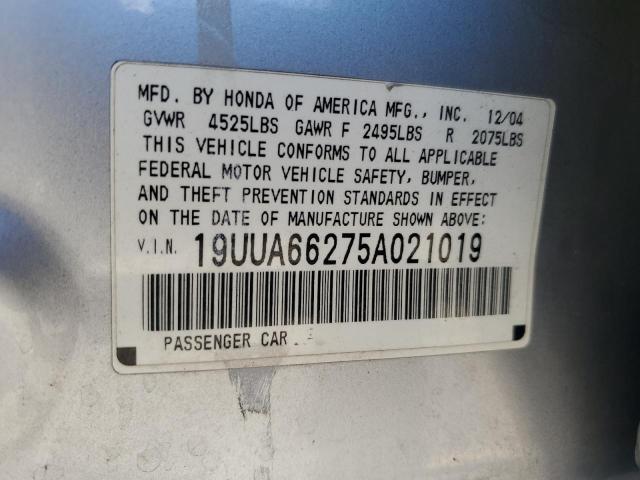 MFD. BY HONDA OF AMERICA MFG., INC. 12/04
GVWR 4525LBS GAWR F 2495LBS R 2075LBS
THIS VEHICLE CONFORMS TO ALL APPLICABLE
FEDERAL MOTOR VEHICLE SAFETY, BUMPER,
AND THEFT PREVENTION STANDARDS IN EFFECT
ON THE DATE OF MANUFACTURE SHOWN ABOVE:
V.I.N. 19UUA66275A021019
PASSENGER CAR